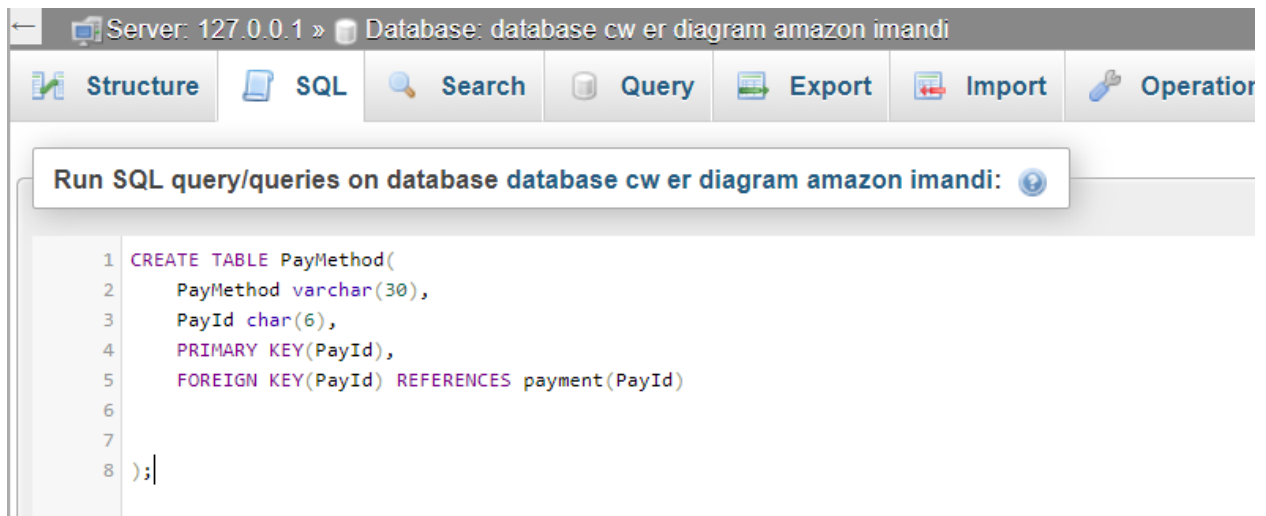 ← Server: 127.0.0.1 » Database: database cw er diagram amazon imandi
Structure SQL Search Query Export Import Operation
Run SQL query/queries on database database cw er diagram amazon imandi:
1 CREATE TABLE PayMethod(
2 PayMethod varchar(30),
3 PayId char(6),
4 PRIMARY KEY(PayId),
5 FOREIGN KEY(PayId) REFERENCES payment(PayId)
6
7
8 );